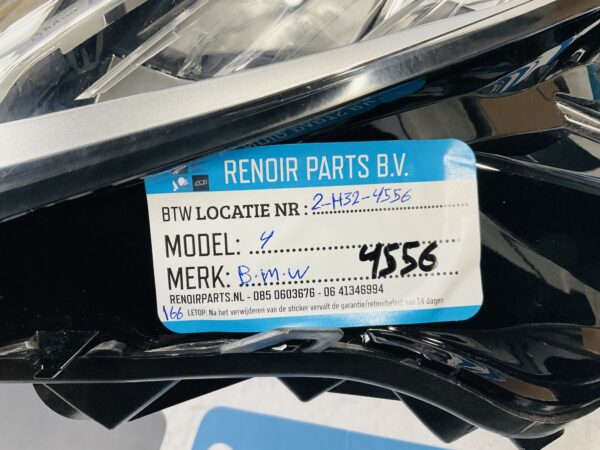 RENOIR PARTS B.V.
BTW LOCATIE NR : 2-H32-4556
MODEL: 4
MERK: B.M.W 4556
RENOIRPARTS.NL - 085 0603676 - 06 41346994
166 LETOP: Na het verwijderen van de sticker vervalt de garantie/retourbeleid van 14 dagen